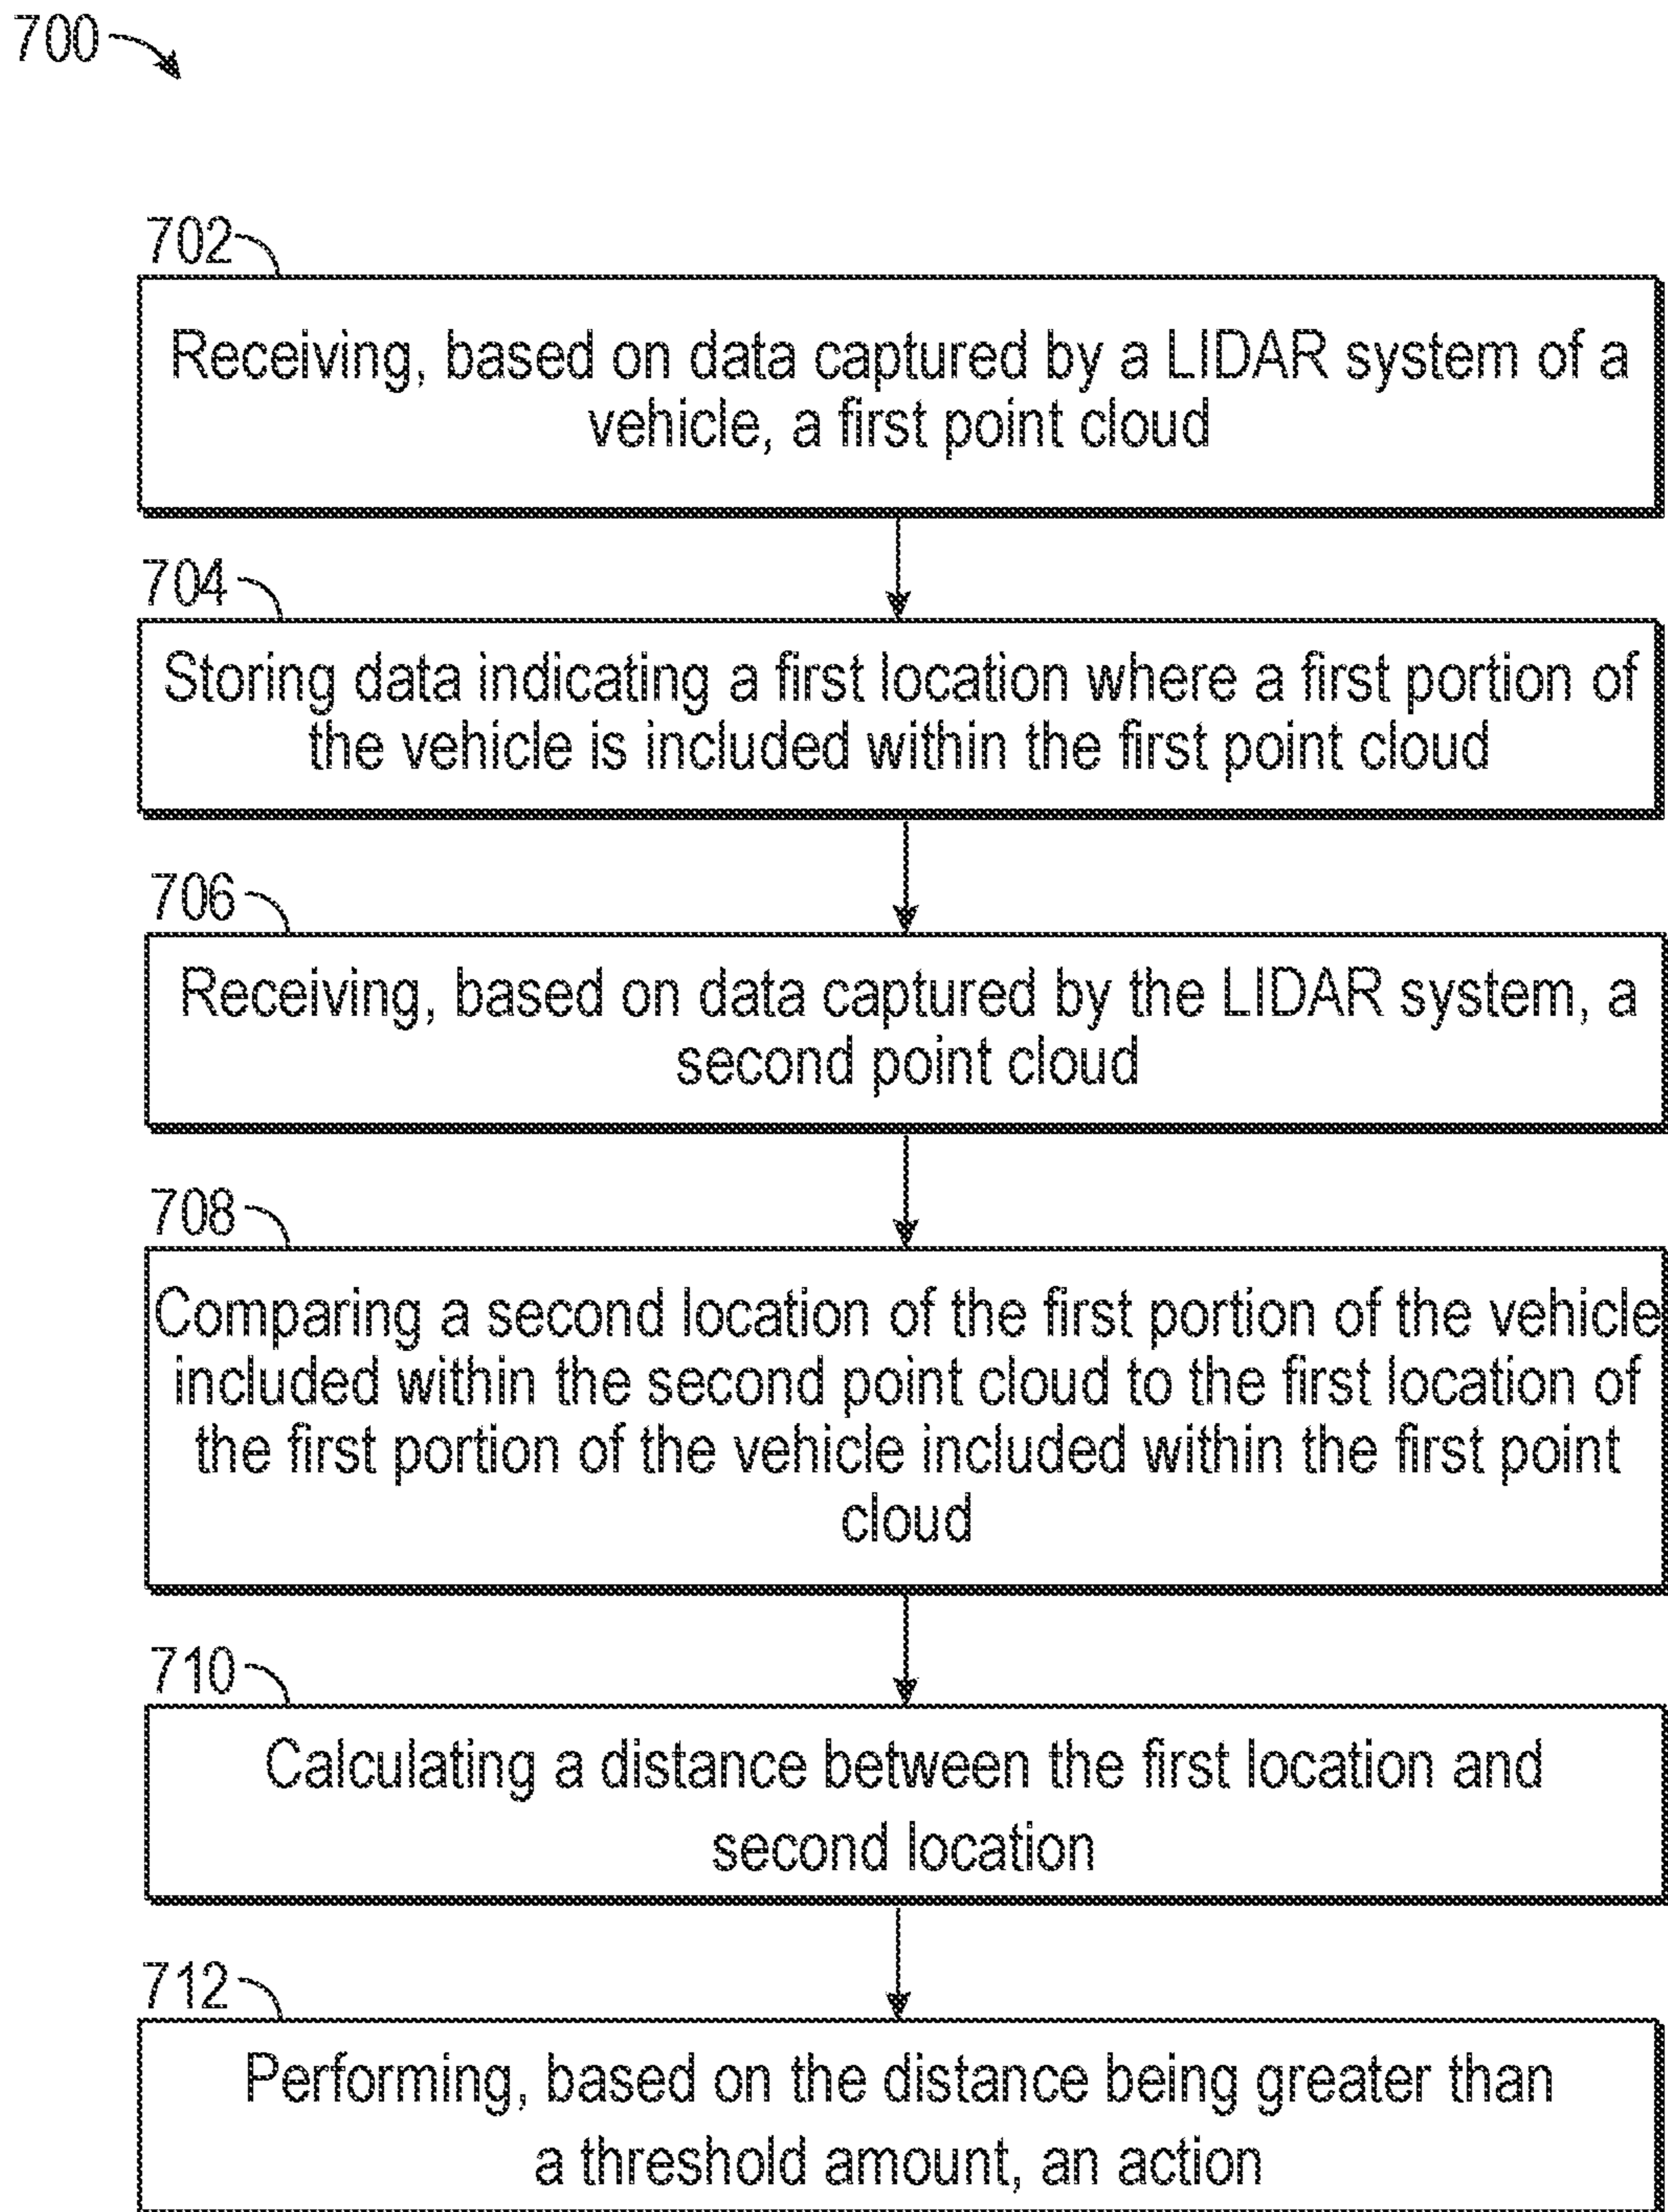 700
702
Receiving, based on data captured by a LIDAR system of a
vehicle, a first point cloud
704
Storing data indicating a first location where a first portion of
the vehicle is included within the first point cloud
706
Receiving, based on data captured by the LIDAR system, a
second point cloud
708
Comparing a second location of the first portion of the vehicle
included within the second point cloud to the first location of
the first portion of the vehicle included within the first point
cloud
710
Calculating a distance between the first location and
second location
712
Performing, based on the distance being greater than
a threshold amount, an action